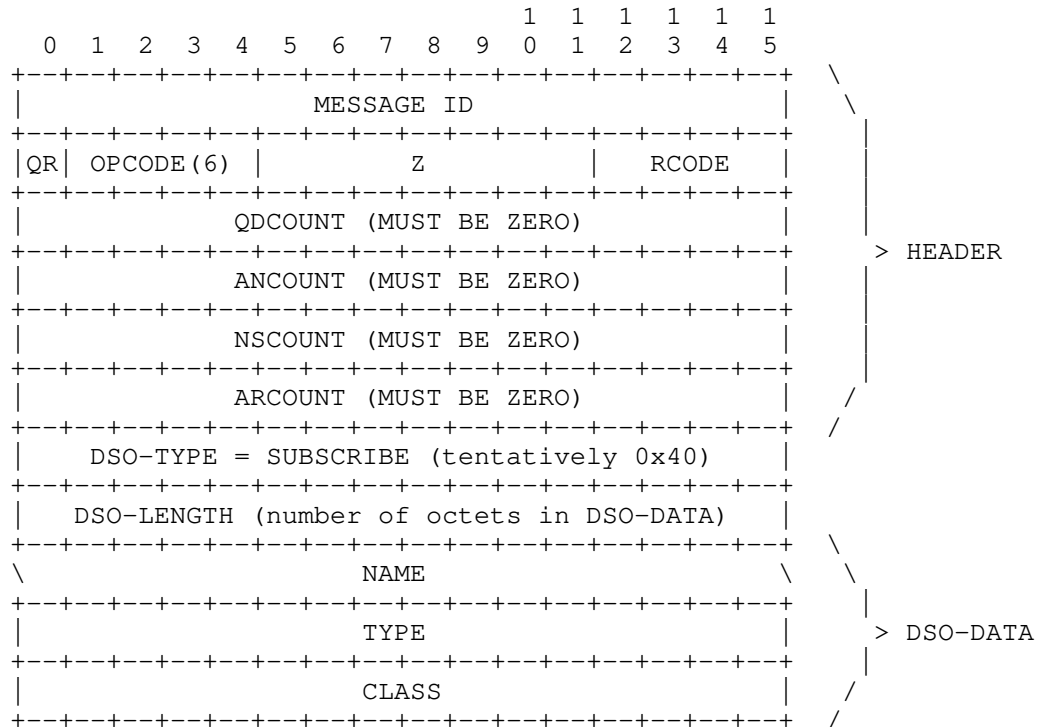 1  1  1  1  1  1
           0  1  2  3  4  5  6  7  8  9  0  1  2  3  4  5
         +--+--+--+--+--+--+--+--+--+--+--+--+--+--+--+--+  \
         |                  MESSAGE ID                   |   \
         +--+--+--+--+--+--+--+--+--+--+--+--+--+--+--+--+    |
         |QR| OPCODE(6) |         Z          |   RCODE   |    |
         +--+--+--+--+--+--+--+--+--+--+--+--+--+--+--+--+    |
         |             QDCOUNT (MUST BE ZERO)            |    |
         +--+--+--+--+--+--+--+--+--+--+--+--+--+--+--+--+    > HEADER
         |             ANCOUNT (MUST BE ZERO)            |    |
         +--+--+--+--+--+--+--+--+--+--+--+--+--+--+--+--+    |
         |             NSCOUNT (MUST BE ZERO)            |    |
         +--+--+--+--+--+--+--+--+--+--+--+--+--+--+--+--+    |
         |             ARCOUNT (MUST BE ZERO)            |   /
         +--+--+--+--+--+--+--+--+--+--+--+--+--+--+--+--+  /
         |    DSO-TYPE = SUBSCRIBE (tentatively 0x40)    |
         +--+--+--+--+--+--+--+--+--+--+--+--+--+--+--+--+
         |   DSO-LENGTH (number of octets in DSO-DATA)   |
         +--+--+--+--+--+--+--+--+--+--+--+--+--+--+--+--+  \
         \                     NAME                      \   \
         +--+--+--+--+--+--+--+--+--+--+--+--+--+--+--+--+    |
         |                     TYPE                      |    > DSO-DATA
         +--+--+--+--+--+--+--+--+--+--+--+--+--+--+--+--+    |
         |                     CLASS                     |   /
         +--+--+--+--+--+--+--+--+--+--+--+--+--+--+--+--+  /